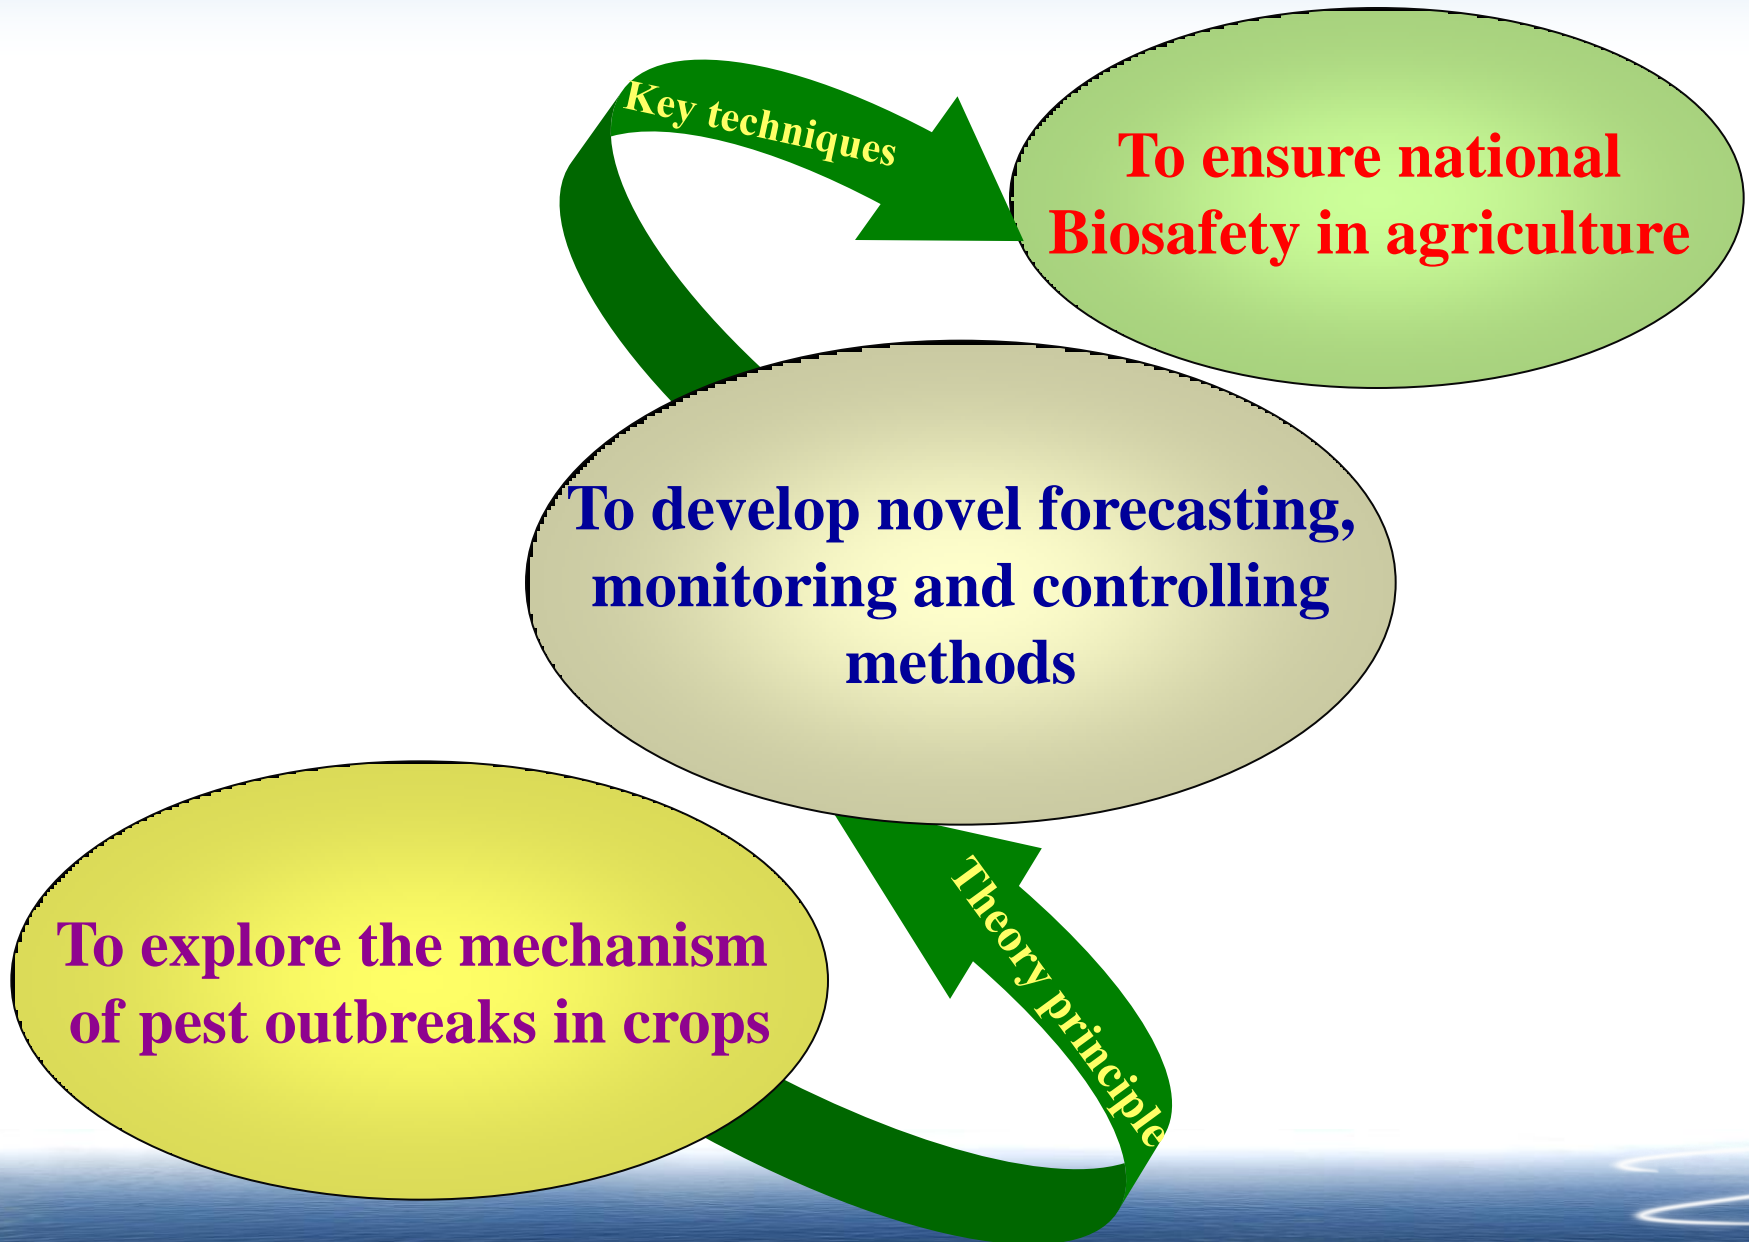 Key techniques
To ensure national
Biosafety in agriculture
To develop novel forecasting,
monitoring and controlling
methods
Theory principle
To explore the mechanism
of pest outbreaks in crops